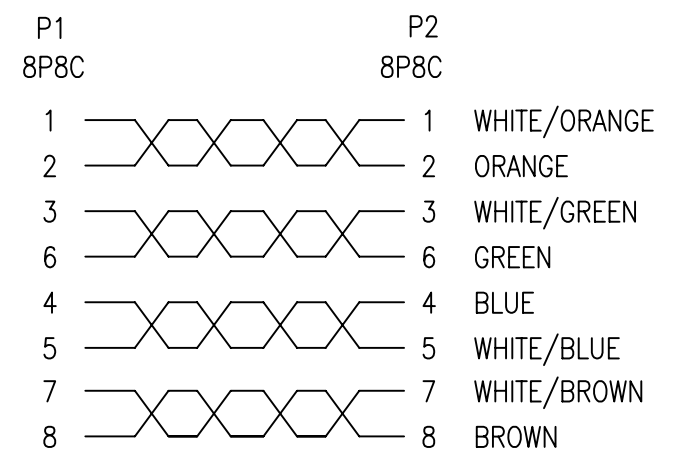 P1 P2
8P8C 8P8C
1 1 WHITE/ORANGE
2 2 ORANGE
3 3 WHITE/GREEN
6 6 GREEN
4 4 BLUE
5 5 WHITE/BLUE
7 7 WHITE/BROWN
8 8 BROWN